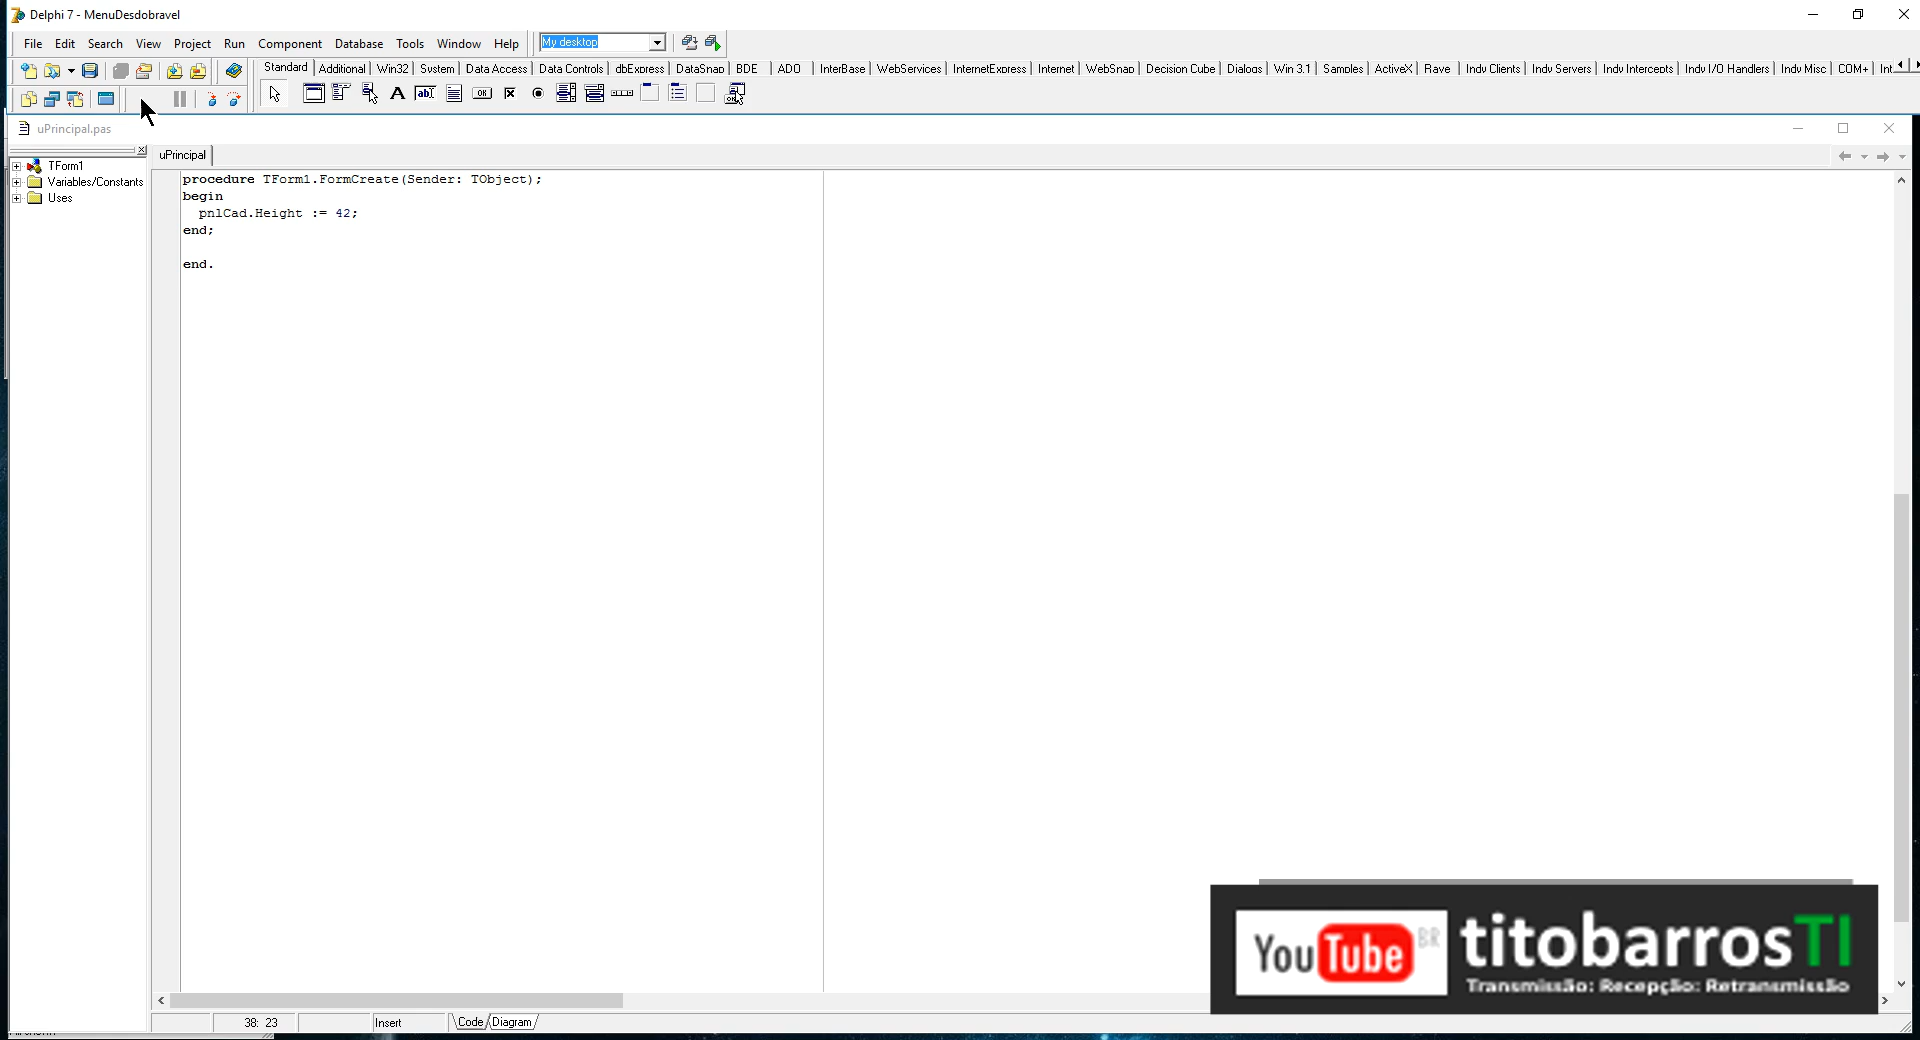 Delphi 7 - MenuDesdobravel
File Edit Search View Project Run Component Database Tools Window Help My desktop
Standard Additional Win32 System Data Access Data Controls dbExpress DataSnap BDE ADO InterBase WebServices InternetExpress Internet WebSnap Decision Cube Dialogs Win 3.1 Samples ActiveX Rave Indy Clients Indy Servers Indy Intercepts Indy I/O Handlers Indy Misc COM+ Int
uPrincipal.pas
uPrincipal
TForm1
Variables/Constants
Uses
procedure TForm1.FormCreate(Sender: TObject);
begin
pnlCad.Height := 42;
end;
end.
YouTube BR titobarrosTI
Transmissão: Recepção: Retransmissão
38: 23 Insert Code Diagram